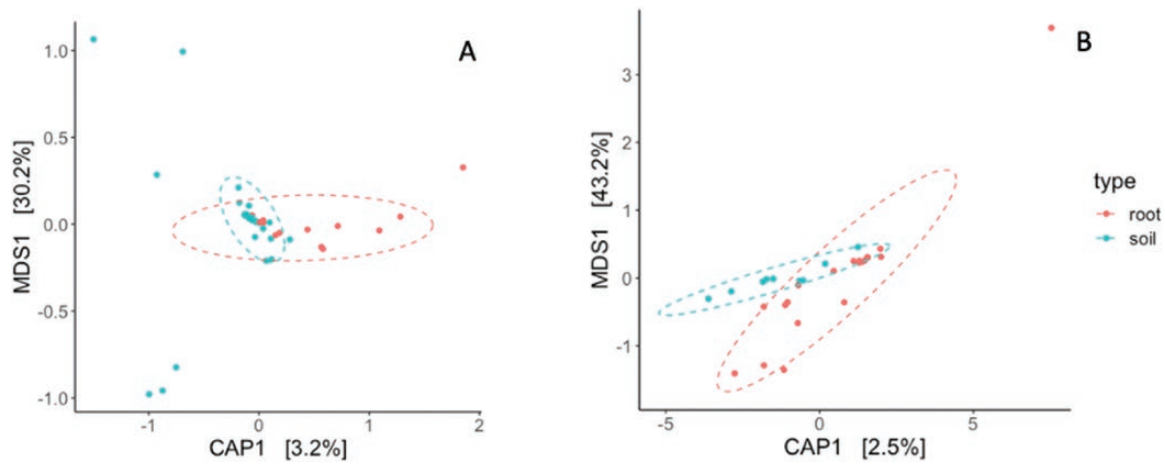 A
1.0
0.5
0.0
-0.5
-1.0
MDS1 [30.2%]
-1
0
1
2
CAP1 [3.2%]
B
3
2
1
0
-1
MDS1 [43.2%]
-5
0
5
CAP1 [2.5%]
type
root
soil